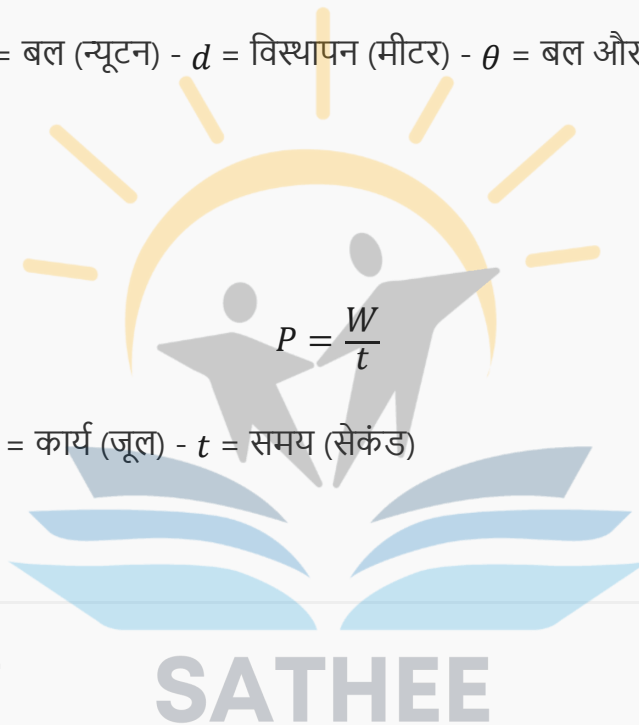 = बल (न्यूटन) - d = विस्थापन (मीटर) - θ = बल और
P = W/t
= कार्य (जूल) - t = समय (सेकंड)
SATHEE